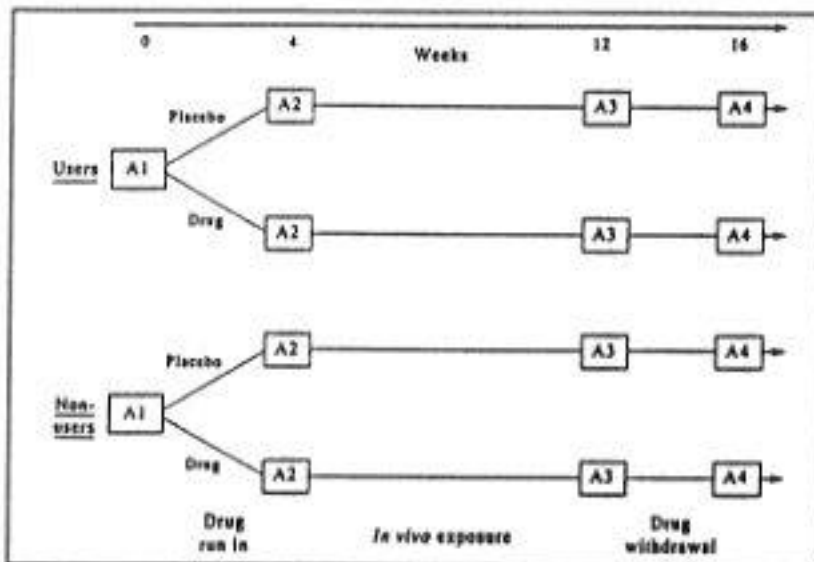 0 4 12 16
Weeks
Placebo A2 A3 A4
Users A1
Drug A2 A3 A4
Placebo A2 A3 A4
Non-
users A1
Drug A2 A3 A4
Drug
run in
In vivo exposure
Drug
withdrawal